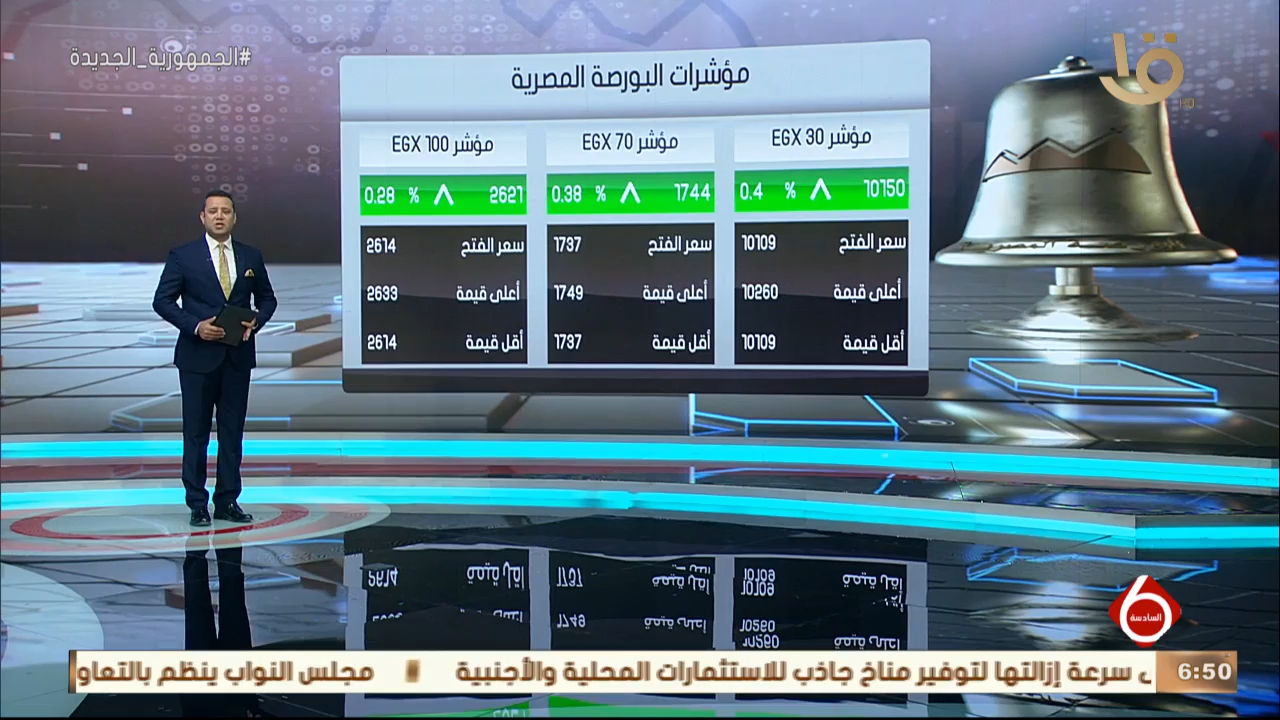 #الجمهورية_الجديدة
HD
مؤشرات البورصة المصرية
مؤشر EGX 30
10150 % 0.4
سعر الفتح 10109
أعلى قيمة 10260
أقل قيمة 10109
مؤشر EGX 70
1744 % 0.38
سعر الفتح 1737
أعلى قيمة 1749
أقل قيمة 1737
مؤشر EGX 100
2621 % 0.28
سعر الفتح 2614
أعلى قيمة 2633
أقل قيمة 2614
6 السادسة
6:50
سرعة إزالتها لتوفير مناخ جاذب للاستثمارات المحلية والأجنبية مجلس النواب ينظم بالتعاو